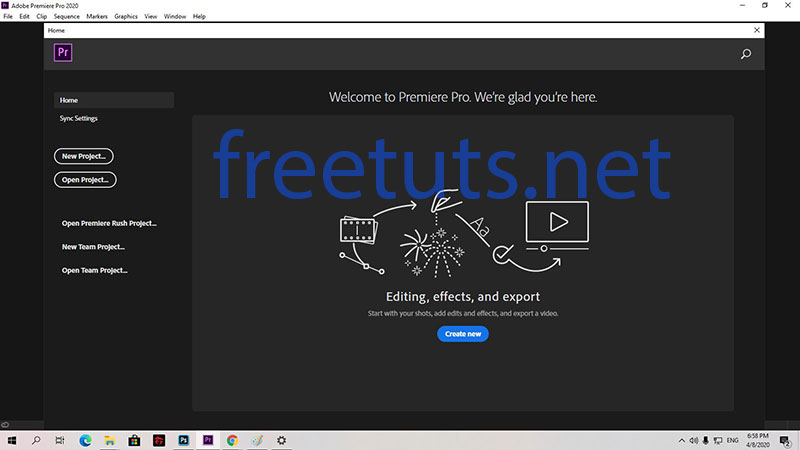 Adobe Premiere Pro 2020
File Edit Clip Sequence Markers Graphics View Window Help
Home
Pr
Home
Sync Settings
New Project...
Open Project...
Open Premiere Rush Project...
New Team Project...
Open Team Project...
Welcome to Premiere Pro. We're glad you're here.
freetuts.net
Aa
Editing, effects, and export
Start with your shots, add edits and effects, and export a video.
Create new
Ps Pr
ENG
6:58 PM
4/8/2020
2